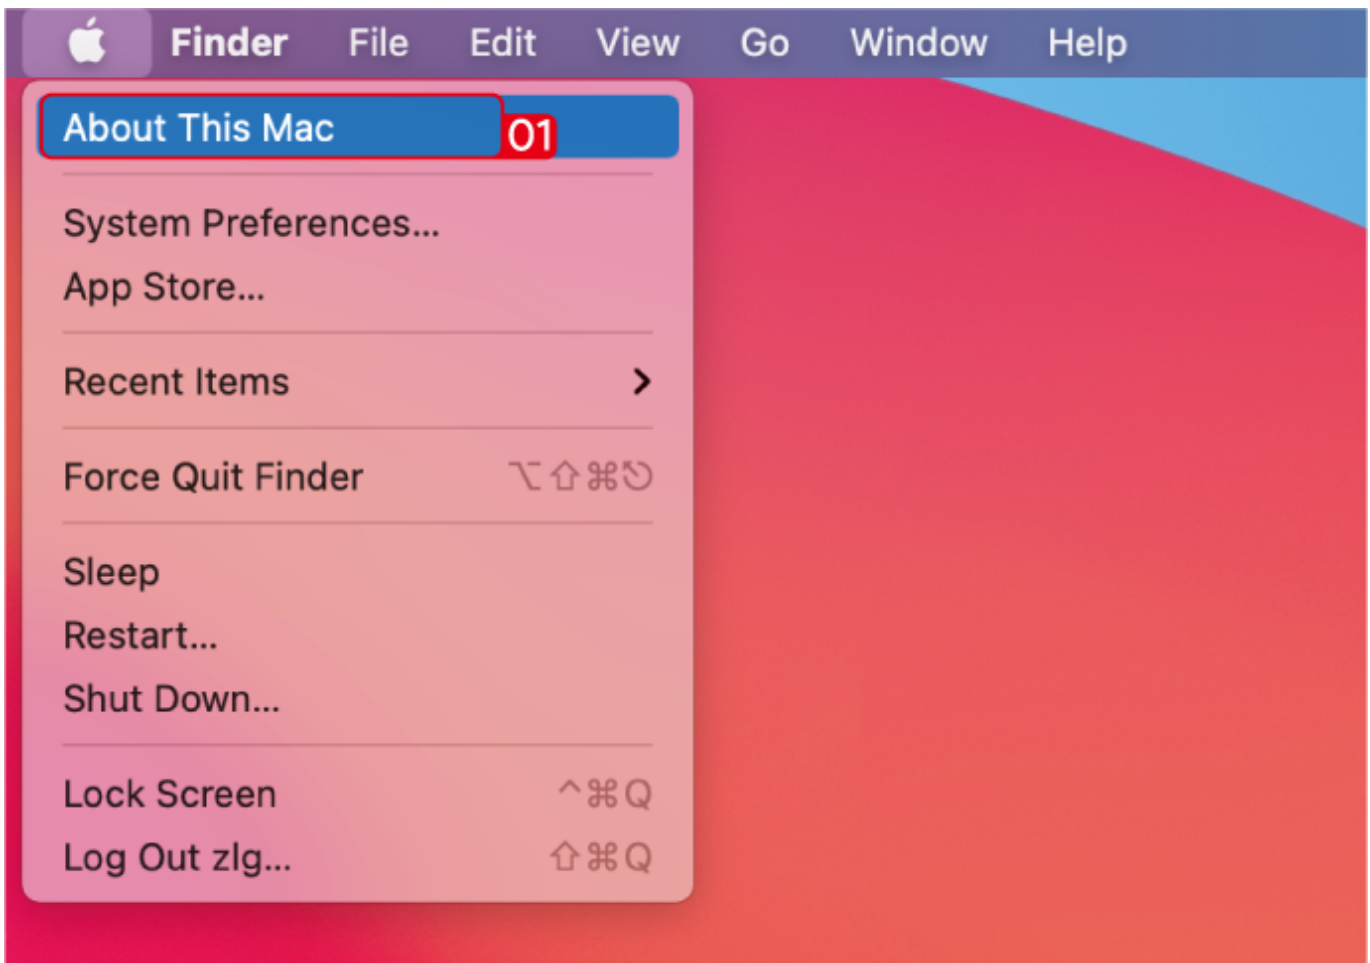 Finder File Edit View Go Window Help
About This Mac 01
System Preferences...
App Store...
Recent Items
Force Quit Finder ⌥⇧⌘⎋
Sleep
Restart...
Shut Down...
Lock Screen ^⌘Q
Log Out zlg... ⇧⌘Q